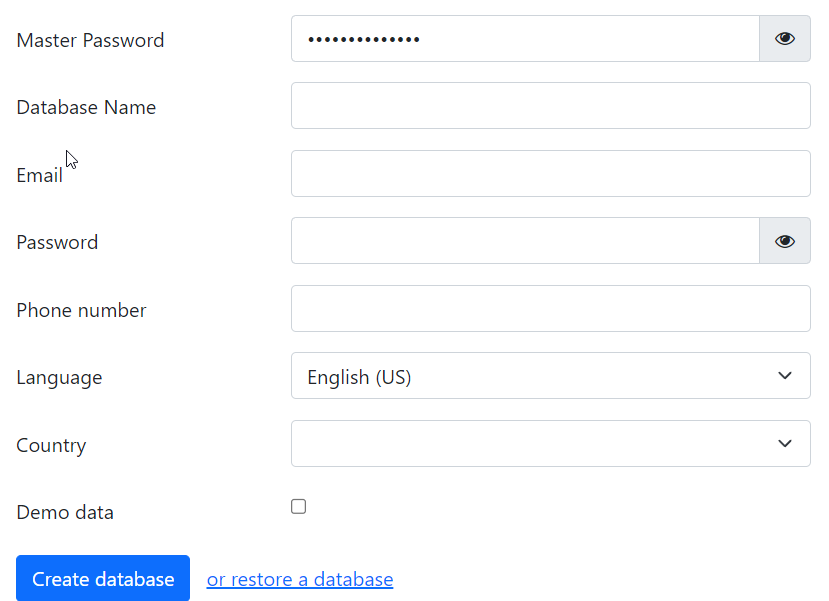 Master Password ••••••••••••••
Database Name
Email
Password
Phone number
Language English (US)
Country
Demo data
Create database or restore a database